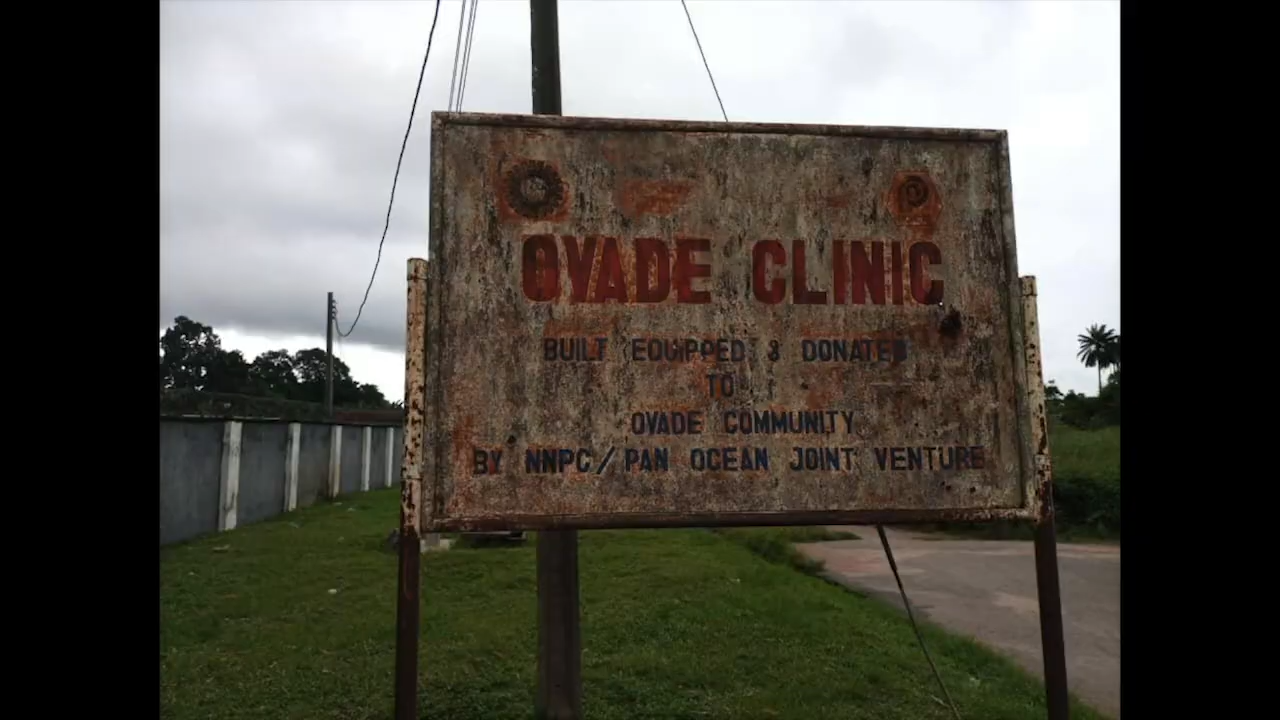 OVADE CLINIC
BUILT EQUIPPED & DONATED
TO
OVADE COMMUNITY
BY NNPC/PAN OCEAN JOINT VENTURE